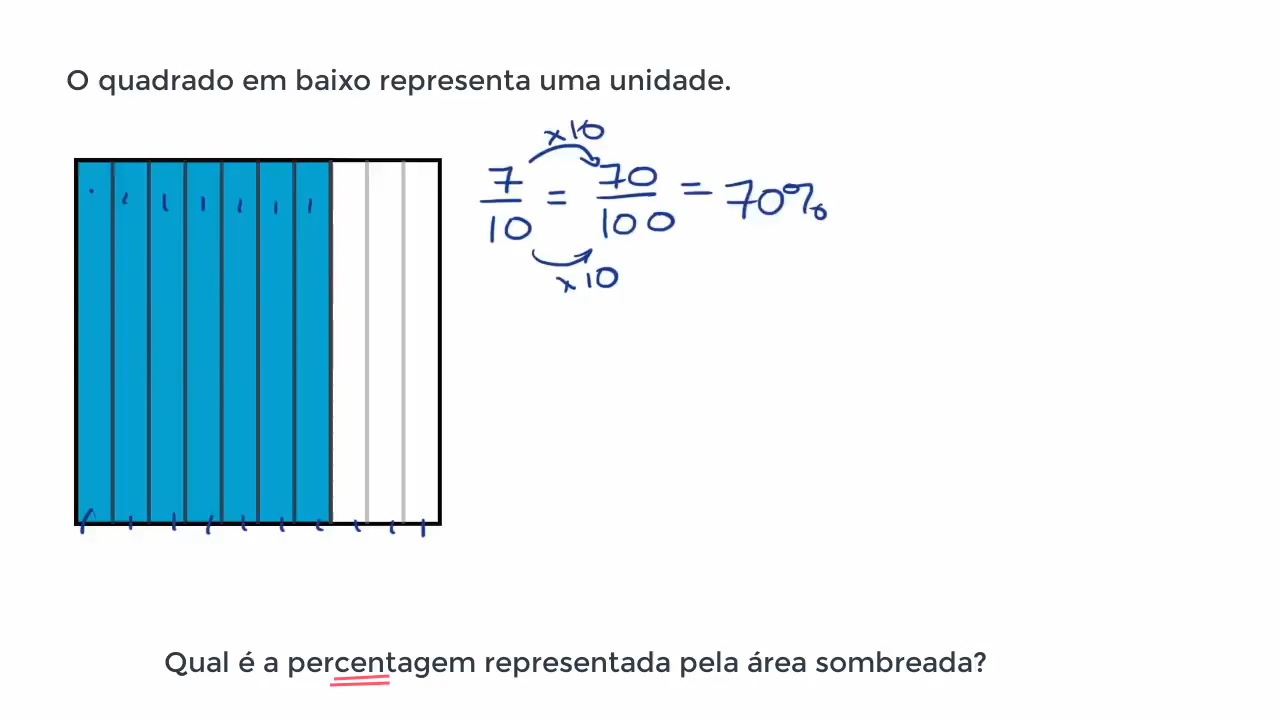 O quadrado em baixo representa uma unidade.
x10
7/10 = 70/100 = 70%
x10
Qual é a percentagem representada pela área sombreada?